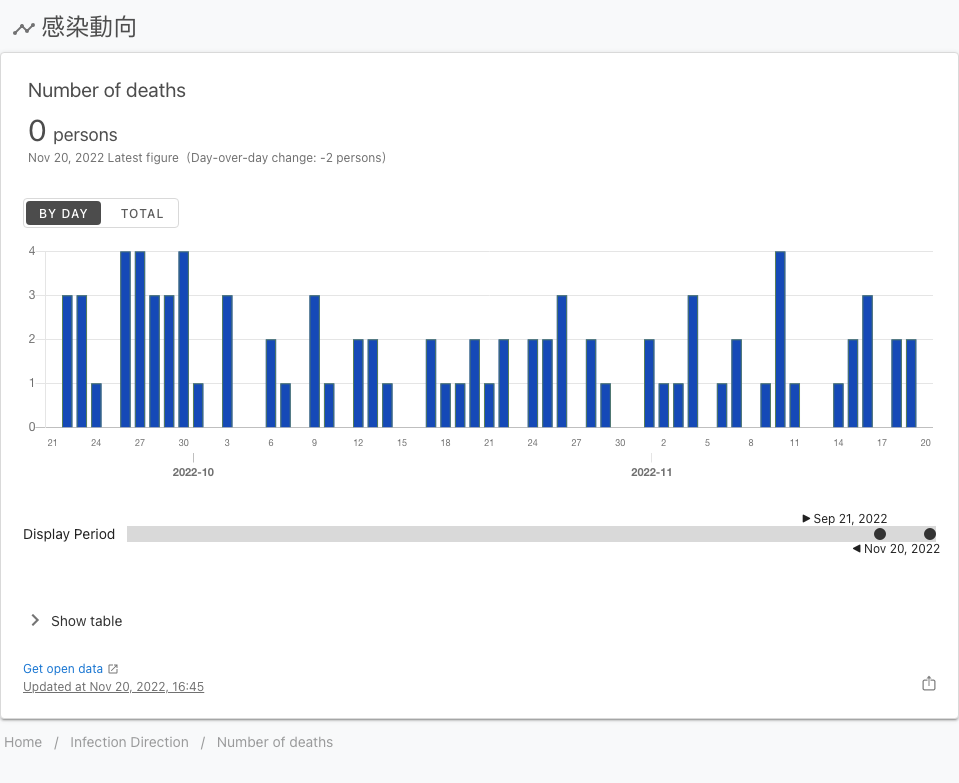 感染動向
Number of deaths
0 persons
Nov 20, 2022 Latest figure (Day-over-day change: -2 persons)
BY DAY TOTAL
4
3
2
1
0
21 24 27 30 3 6 9 12 15 18 21 24 27 30 2 5 8 11 14 17 20
2022-10 2022-11
Sep 21, 2022
Display Period
Nov 20, 2022
Show table
Get open data
Updated at Nov 20, 2022, 16:45
Home / Infection Direction / Number of deaths